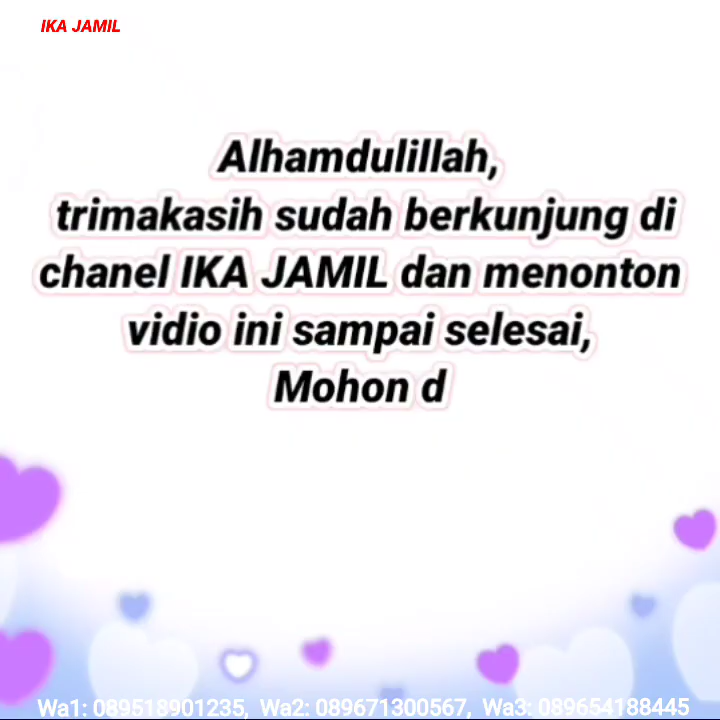 IKA JAMIL
Alhamdulillah,
trimakasih sudah berkunjung di
chanel IKA JAMIL dan menonton
vidio ini sampai selesai,
Mohon d
Wa1: 089518901235, Wa2: 089671300567, Wa3: 089654188445